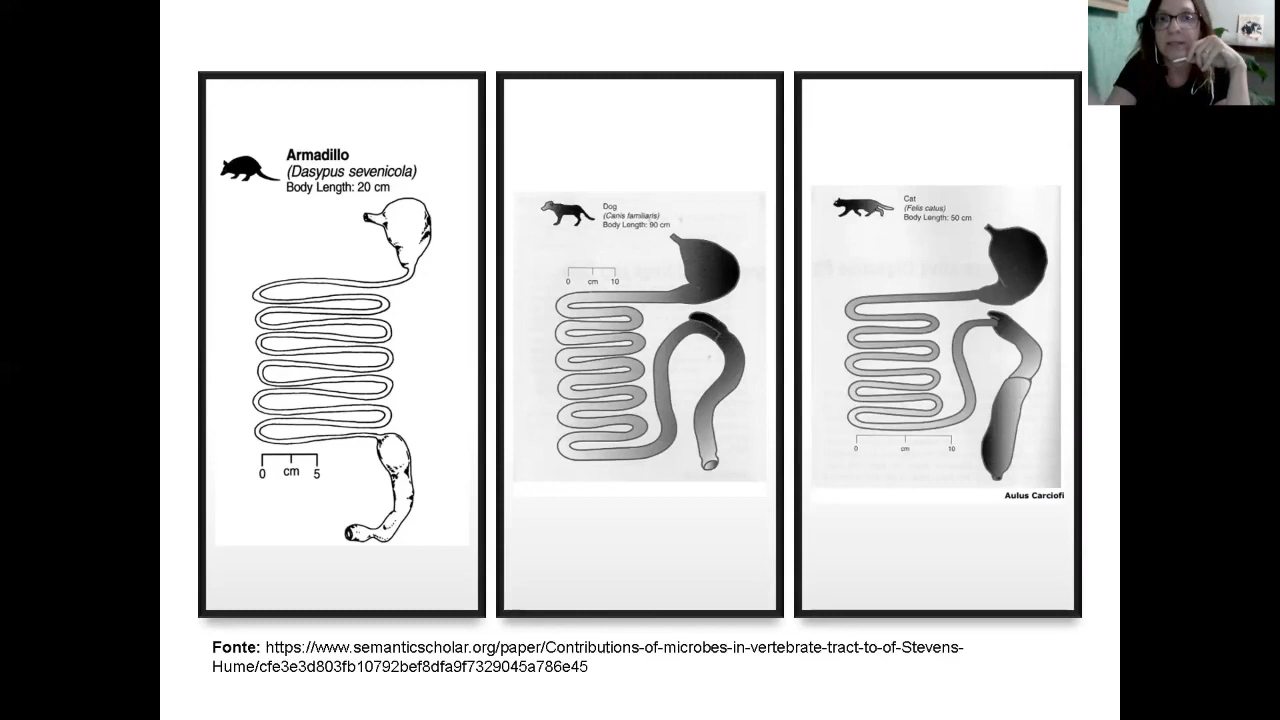 Armadillo
(Dasypus sevenicola)
Body Length: 20 cm
0 cm 5
Dog
(Canis familiaris)
Body Length: 90 cm
0 cm 10
Cat
(Felis catus)
Body Length: 50 cm
0 cm 10
Aulus Carciofi
Fonte: https://www.semanticscholar.org/paper/Contributions-of-microbes-in-vertebrate-tract-to-of-Stevens-
Hume/cfe3e3d803fb10792bef8dfa9f7329045a786e45